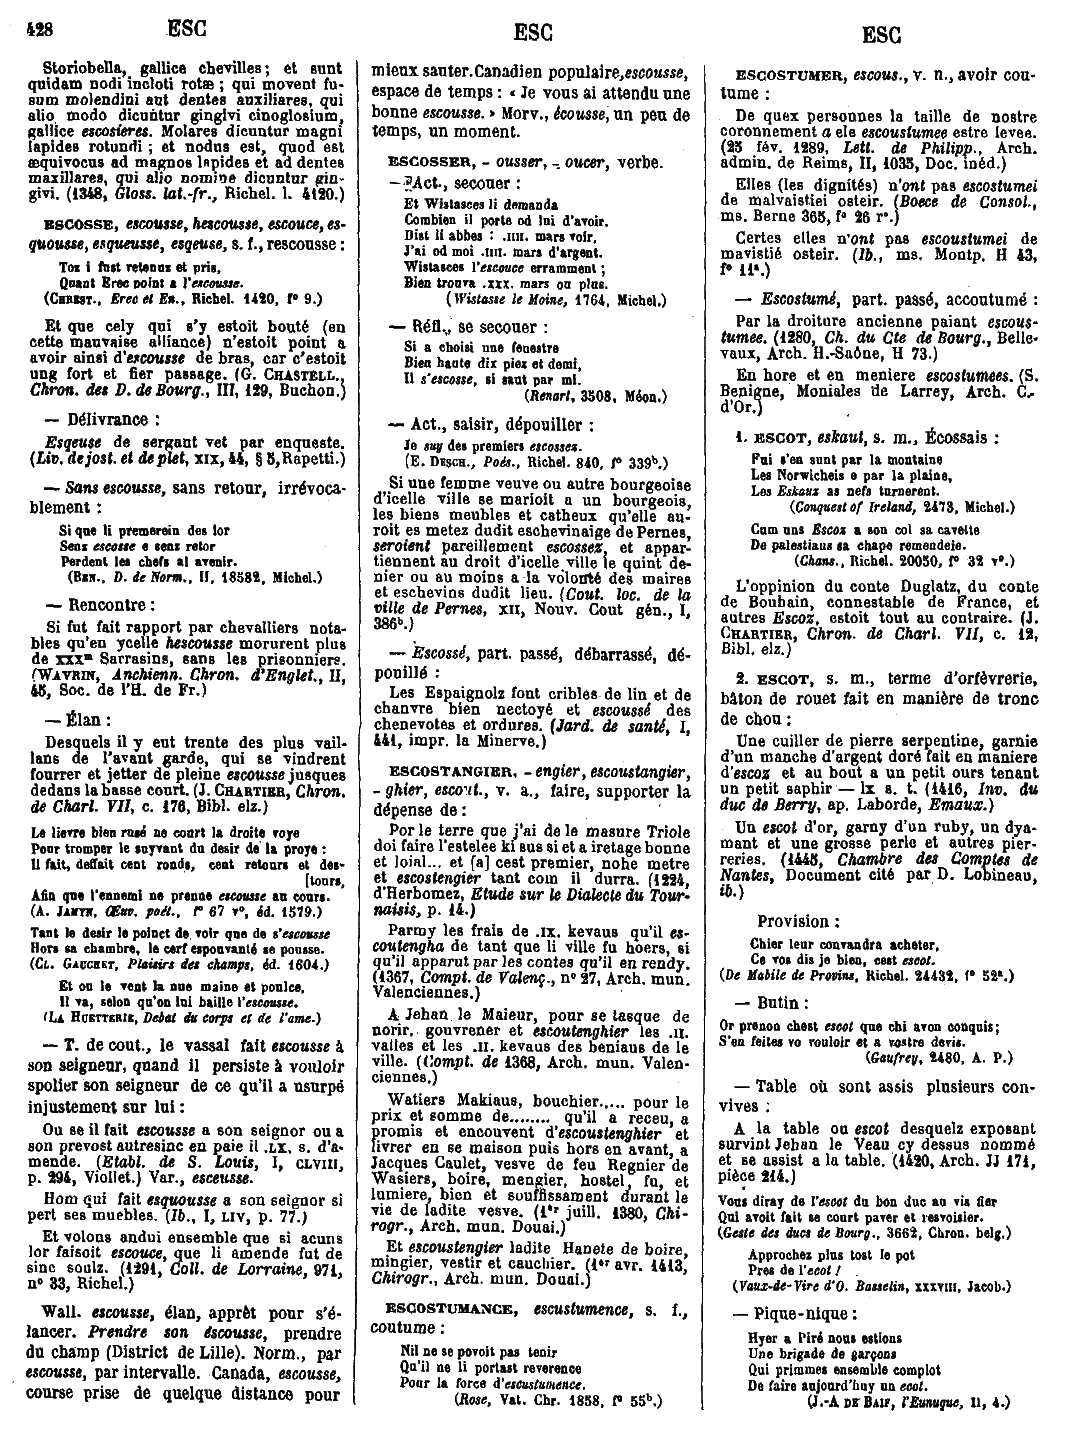 428 ESC ESC ESC
Storiobella, gallice chevilles; et sunt
quidam nodi incloti rotæ ; qui movent fu-
sum molendini aut dentes auxiliares, qui
alio modo dicuntur gingivi cinoglosium,
gallice escosieres. Molares dicuntur magni
lapides rotundi ; et nodus est, quod est
æquivocus ad magnos lapides et ad dentes
maxillares, qui alio nomine dicuntur gin-
givi. (1348, Gloss. lat.-fr., Richel. l. 4120.)
ESCOSSE, escousse, hescousse, escouce, es-
quousse, esqueusse, esqeuse, s. f., rescousse :
Toz i fust retenuz et pris,
Quant Erec point a l'escousse.
(CHREST., Erec et En., Richel. 1420, f° 9.)
Et que cely qui s'y estoit bouté (en
cette mauvaise alliance) n'estoit point a
avoir ainsi d'escousse de bras, car c'estoit
ung fort et fier passage. (G. CHASTELL.,
Chron. des D. de Bourg., III, 129, Buchon.)
— Délivrance :
Esqeuse de sergant vet par enqueste.
(Liv. de jost. et de plet, XIX, 44, § 5, Rapetti.)
— Sans escousse, sans retour, irrévoca-
blement :
Si que li premerein des lor
Senz escosse e senz retor
Perdent les chefs al avenir.
(BEN., D. de Norm., II, 18582, Michel.)
— Rencontre :
Si fut fait rapport par chevalliers nota-
bles qu'en ycelle hescousse morurent plus
de XXXm Sarrasins, sans les prisonniers.
(WAVRIN, Anchienn. Chron. d'Englet., II,
45, Soc. de l'H. de Fr.)
— Élan :
Desquels il y eut trente des plus vail-
lans de l'avant garde, qui se vindrent
fourrer et jetter de pleine escousse jusques
dedans la basse court. (J. CHARTIER, Chron.
de Charl. VII, c. 176, Bibl. elz.)
Le lievre bien rusé ne court la droite voye
Pour tromper le suyvant du desir de la proye :
Il fait, deffait cent ronds, cent retours et des-
[tours,
Afin que l'ennemi ne prenne escousse au cours.
(A. JAMYN, Œuv. poét., f° 67 v°, éd. 1579.)
Tant le desir le poinct de voir que de s'escousse
Hors sa chambre, le cerf espouvanté se pousse.
(CL. GAUCHET, Plaisirs des champs, éd. 1604.)
Et ou le vent la nue maine et poulce,
Il va, selon qu'on lui baille l'escousse.
(LA HUETTERIE, Debat du corps et de l'ame.)
— T. de cout., le vassal fait escousse à
son seigneur, quand il persiste à vouloir
spolier son seigneur de ce qu'il a usurpé
injustement sur lui :
Ou se il fait escousse a son seignor ou a
son prevost autresinc en paie il .LX. s. d'a-
mende. (Etabl. de S. Louis, I, CLVIII,
p. 294, Viollet.) Var., esceusse.
Hom qui fait esquousse a son seignor si
pert ses muebles. (Ib., I, LIV, p. 77.)
Et volons andui ensemble que si acuns
lor faisoit escouce, que li amende fut de
sinc soulz. (1291, Coll. de Lorraine, 971,
n° 33, Richel.)
Wall. escousse, élan, apprêt pour s'é-
lancer. Prendre son éscousse, prendre
du champ (District de Lille). Norm., par
escousse, par intervalle. Canada, escousse,
course prise de quelque distance pour
mieux sauter. Canadien populaire, escousse,
espace de temps : « Je vous ai attendu une
bonne escousse. » Morv., écousse, un peu de
temps, un moment.
ESCOSSER, - ousser, - oucer, verbe.
— Act., secouer :
Et Wistasces li demanda
Combien il porte od lui d'avoir.
Dist li abbes : .IIII. mars voir,
J'ai od moi .IIII. mars d'argent.
Wistasces l'escouce erramment ;
Bien trouva .XXX. mars ou plus.
(Wistasse le Moine, 1764, Michel.)
— Réfl., se secouer :
Si a choisi une fenestre
Bien haute dix piez et demi,
Il s'escosse, si saut par mi.
(Renart, 3508, Méon.)
— Act., saisir, dépouiller :
Je suy des premiers escossez.
(E. DESCH., Poés., Richel. 840, f° 339b.)
Si une femme veuve ou autre bourgeoise
d'icelle ville se marioit a un bourgeois,
les biens meubles et catheux qu'elle au-
roit es metez dudit eschevinaige de Pernes,
seroient pareillement escossez, et appar-
tiennent au droit d'icelle ville le quint de-
nier ou au moins a la volonté des maires
et eschevins dudit lieu. (Cout. loc. de la
ville de Pernes, XII, Nouv. Cout gén., I,
386b.)
— Escossé, part. passé, débarrassé, dé-
pouillé :
Les Espaignolz font cribles de lin et de
chanvre bien nectoyé et escoussé des
chenevotes et ordures. (Jard. de santé, I,
441, impr. la Minerve.)
ESCOSTANGIER, - engier, escoustangier,
- ghier, escout., v. a., faire, supporter la
dépense de :
Por le terre que j'ai de le masure Triole
doi faire l'estelee ki sus si et a iretage bonne
et loial... et [a] cest premier, nohe metre
et escostengier tant com il durra. (1224,
d'Herbomez, Etude sur le Dialecte du Tour-
naisis, p. 14.)
Parmy les frais de .IX. kevaus qu'il es-
coutengha de tant que li ville fu hoers, si
qu'il apparut par les contes qu'il en rendy.
(1367, Compt. de Valenç., n° 27, Arch. mun.
Valenciennes.)
A Jehan le Maieur, pour se tasque de
norir, gouvrener et escoutenghier les .II.
valles et les .II. kevaus des beniaus de le
ville. (Compt. de 1368, Arch. mun. Valen-
ciennes.)
Watiers Makiaus, bouchier..... pour le
prix et somme de........ qu'il a receu, a
promis et encouvent d'escoustenghier et
livrer en se maison puis hors en avant, a
Jacques Caulet, vesve de feu Regnier de
Wasiers, boire, mengier, hostel, fu, et
lumiere, bien et souffissament durant le
vie de ladite vesve. (1er juill. 1380, Chi-
rogr., Arch. mun. Douai.)
Et escoustengier ladite Hanete de boire,
mingier, vestir et cauchier. (1er avr. 1413,
Chirogr., Arch. mun. Douai.)
ESCOSTUMANCE, escustumence, s. f.,
coutume :
Nil ne se povoit pas tenir
Qu'il ne li portast reverence
Pour la force d'escustumence.
(Rose, Vat. Chr. 1858, f° 55b.)
ESCOSTUMER, escous., v. n., avoir cou-
tume :
De quex personnes la taille de nostre
coronnement a ele escoustumee estre levee.
(25 fév. 1289, Lett. de Philipp., Arch.
admin. de Reims, II, 1035, Doc. inéd.)
Elles (les dignités) n'ont pas escostumei
de malvaistiei osteir. (Boece de Consol.,
ms. Berne 365, f° 26 r°.)
Certes elles n'ont pas escoustumei de
mavistié osteir. (Ib., ms. Montp. H 43,
f° 11a.)
— Escostumé, part. passé, accoutumé :
Par la droiture ancienne paiant escous-
tumee. (1280, Ch. du Cte de Bourg., Belle-
vaux, Arch. H.-Saône, H 73.)
En hore et en meniere escostumees. (S.
Benigne, Moniales de Larrey, Arch. C.-
d'Or.)
1. ESCOT, eskaut, s. m., Écossais :
Fui s'en sunt par la montaine
Les Norwicheis e par la plaine,
Les Eskauz as nefs turnerent.
(Conquest of Ireland, 2473, Michel.)
Cum uns Escoz a son col sa cavelte
De palestiaus sa chape remendeie.
(Chans., Richel. 20050, f° 32 v°.)
L'oppinion du conte Duglatz, du conte
de Bouhain, connestable de France, et
autres Escoz, estoit tout au contraire. (J.
CHARTIER, Chron. de Charl. VII, c. 12,
Bibl. elz.)
2. ESCOT, s. m., terme d'orfèvrerie,
bâton de rouet fait en manière de tronc
de chou :
Une cuiller de pierre serpentine, garnie
d'un manche d'argent doré fait en maniere
d'escoz et au bout a un petit ours tenant
un petit saphir — lx s. t. (1416, Inv. du
duc de Berry, ap. Laborde, Emaux.)
Un escot d'or, garny d'un ruby, un dya-
mant et une grosse perle et autres pier-
reries. (1445, Chambre des Comptes de
Nantes, Document cité par D. Lobineau,
ib.)
Provision :
Chier leur convandra acheter,
Ce vos dis je bien, cest escot.
(De Mabile de Provins, Richel. 24432, f° 52a.)
— Butin :
Or prenon chest escot que chi avon conquis;
S'en feites vo vouloir et a vostre devis.
(Gaufrey, 2480, A. P.)
— Table où sont assis plusieurs con-
vives :
A la table ou escot desquelz exposant
survint Jehan le Veau cy dessus nommé
et se assist a la table. (1420, Arch. JJ 171,
pièce 214.)
Vous diray de l'escot du bon duc au vis fier
Qui avoit fait se court paver et resvoisier.
(Geste des ducs de Bourg., 3662, Chron. belg.)
Approchez plus tost le pot
Pres de l'ecot !
(Vaux-de-Vire d'O. Basselin, XXXVIII, Jacob.)
— Pique-nique :
Hyer a Piré nous estions
Une brigade de garçons
Qui primmes ensemble complot
De faire aujourd'huy un ecot.
(J.-A DE BAIF, l'Eunuque, II, 4.)